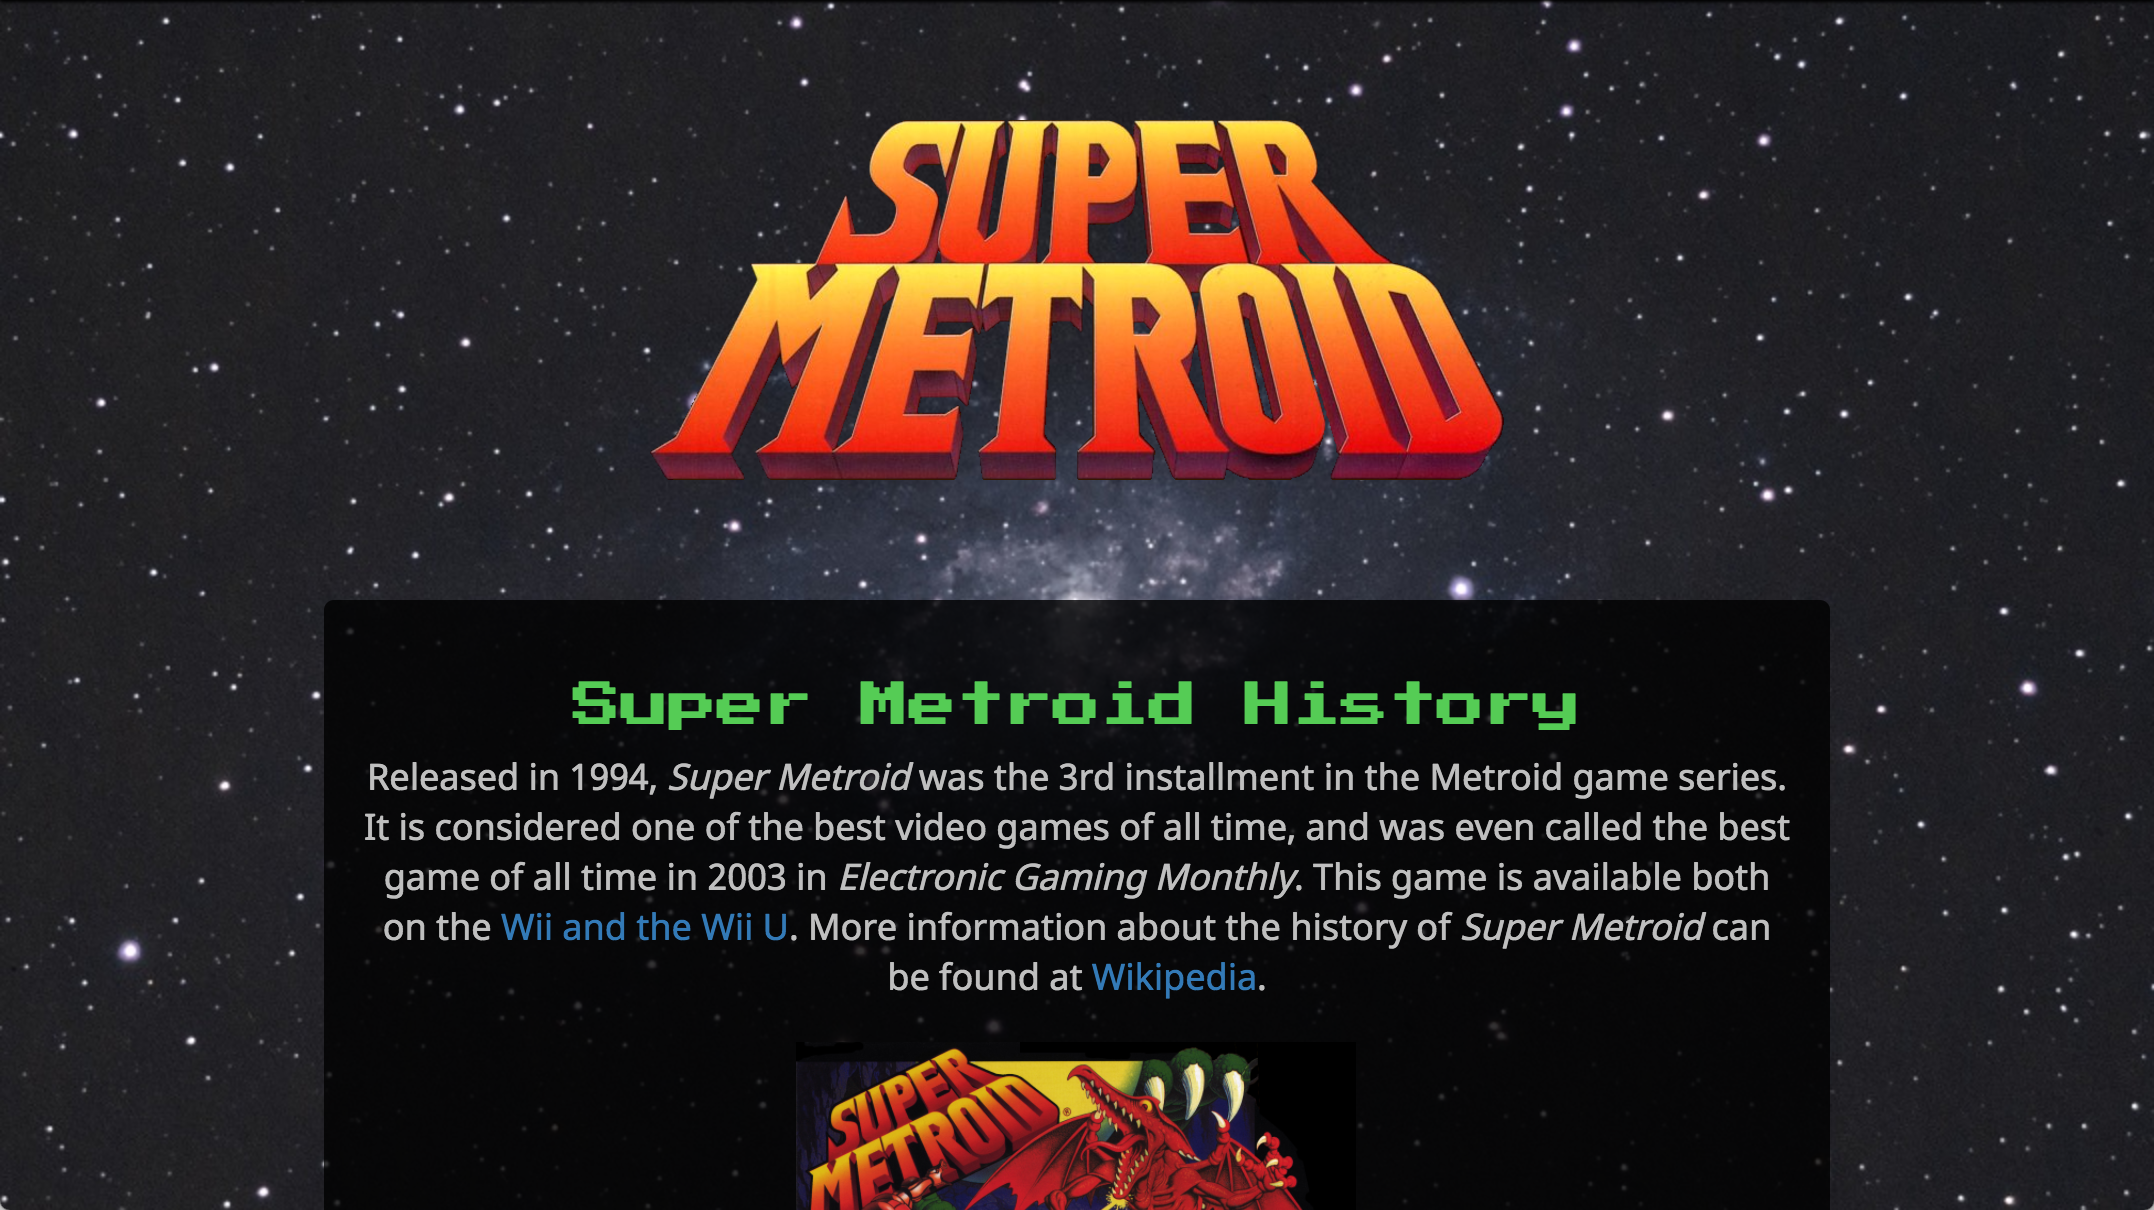 SUPER
METROID
Super Metroid History
Released in 1994, Super Metroid was the 3rd installment in the Metroid game series.
It is considered one of the best video games of all time, and was even called the best
game of all time in 2003 in Electronic Gaming Monthly. This game is available both
on the Wii and the Wii U. More information about the history of Super Metroid can
be found at Wikipedia.
SUPER
METROID®